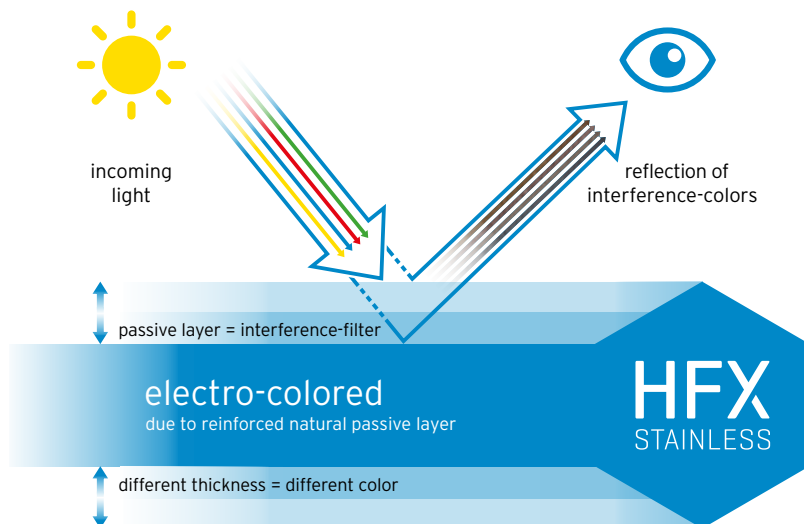 incoming
light
reflection of
interference-colors
passive layer = interference-filter
electro-colored
due to reinforced natural passive layer
HFX
STAINLESS
different thickness = different color